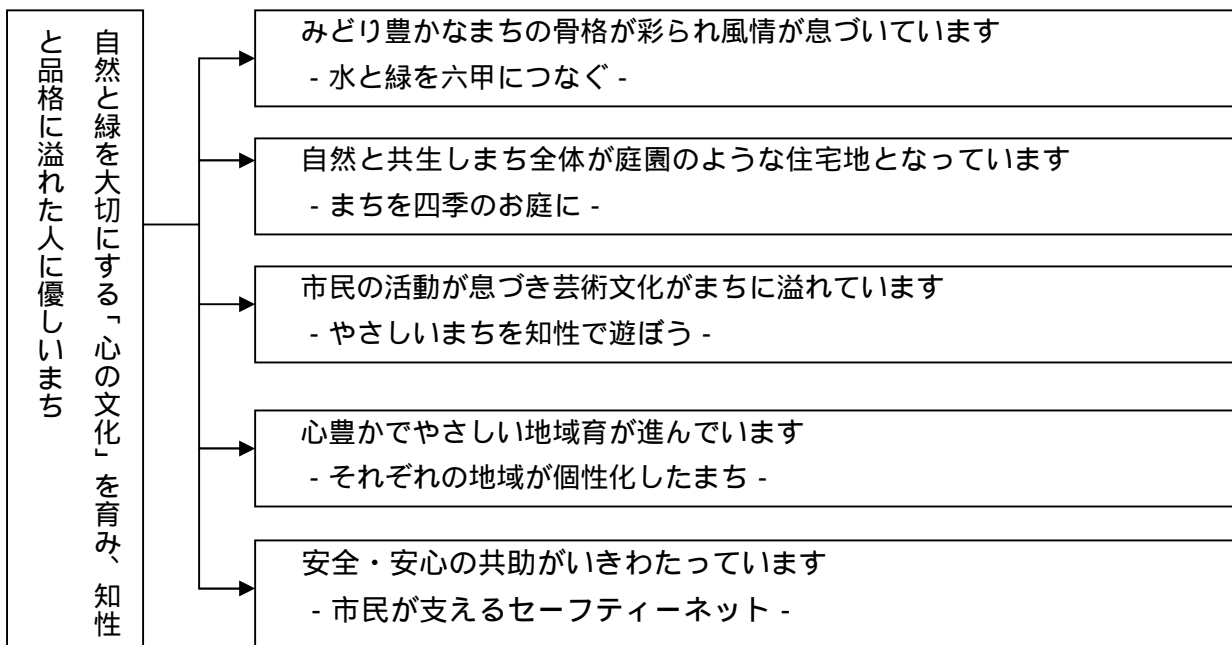 自然と緑を大切にする「心の文化」を育み、知性
と品格に溢れた人に優しいまち
みどり豊かなまちの骨格が彩られ風情が息づいています
- 水と緑を六甲につなぐ -
自然と共生しまち全体が庭園のような住宅地となっています
- まちを四季のお庭に -
市民の活動が息づき芸術文化がまちに溢れています
- やさしいまちを知性で遊ぼう -
心豊かでやさしい地域育が進んでいます
- それぞれの地域が個性化したまち -
安全・安心の共助がいきわたっています
- 市民が支えるセーフティーネット -